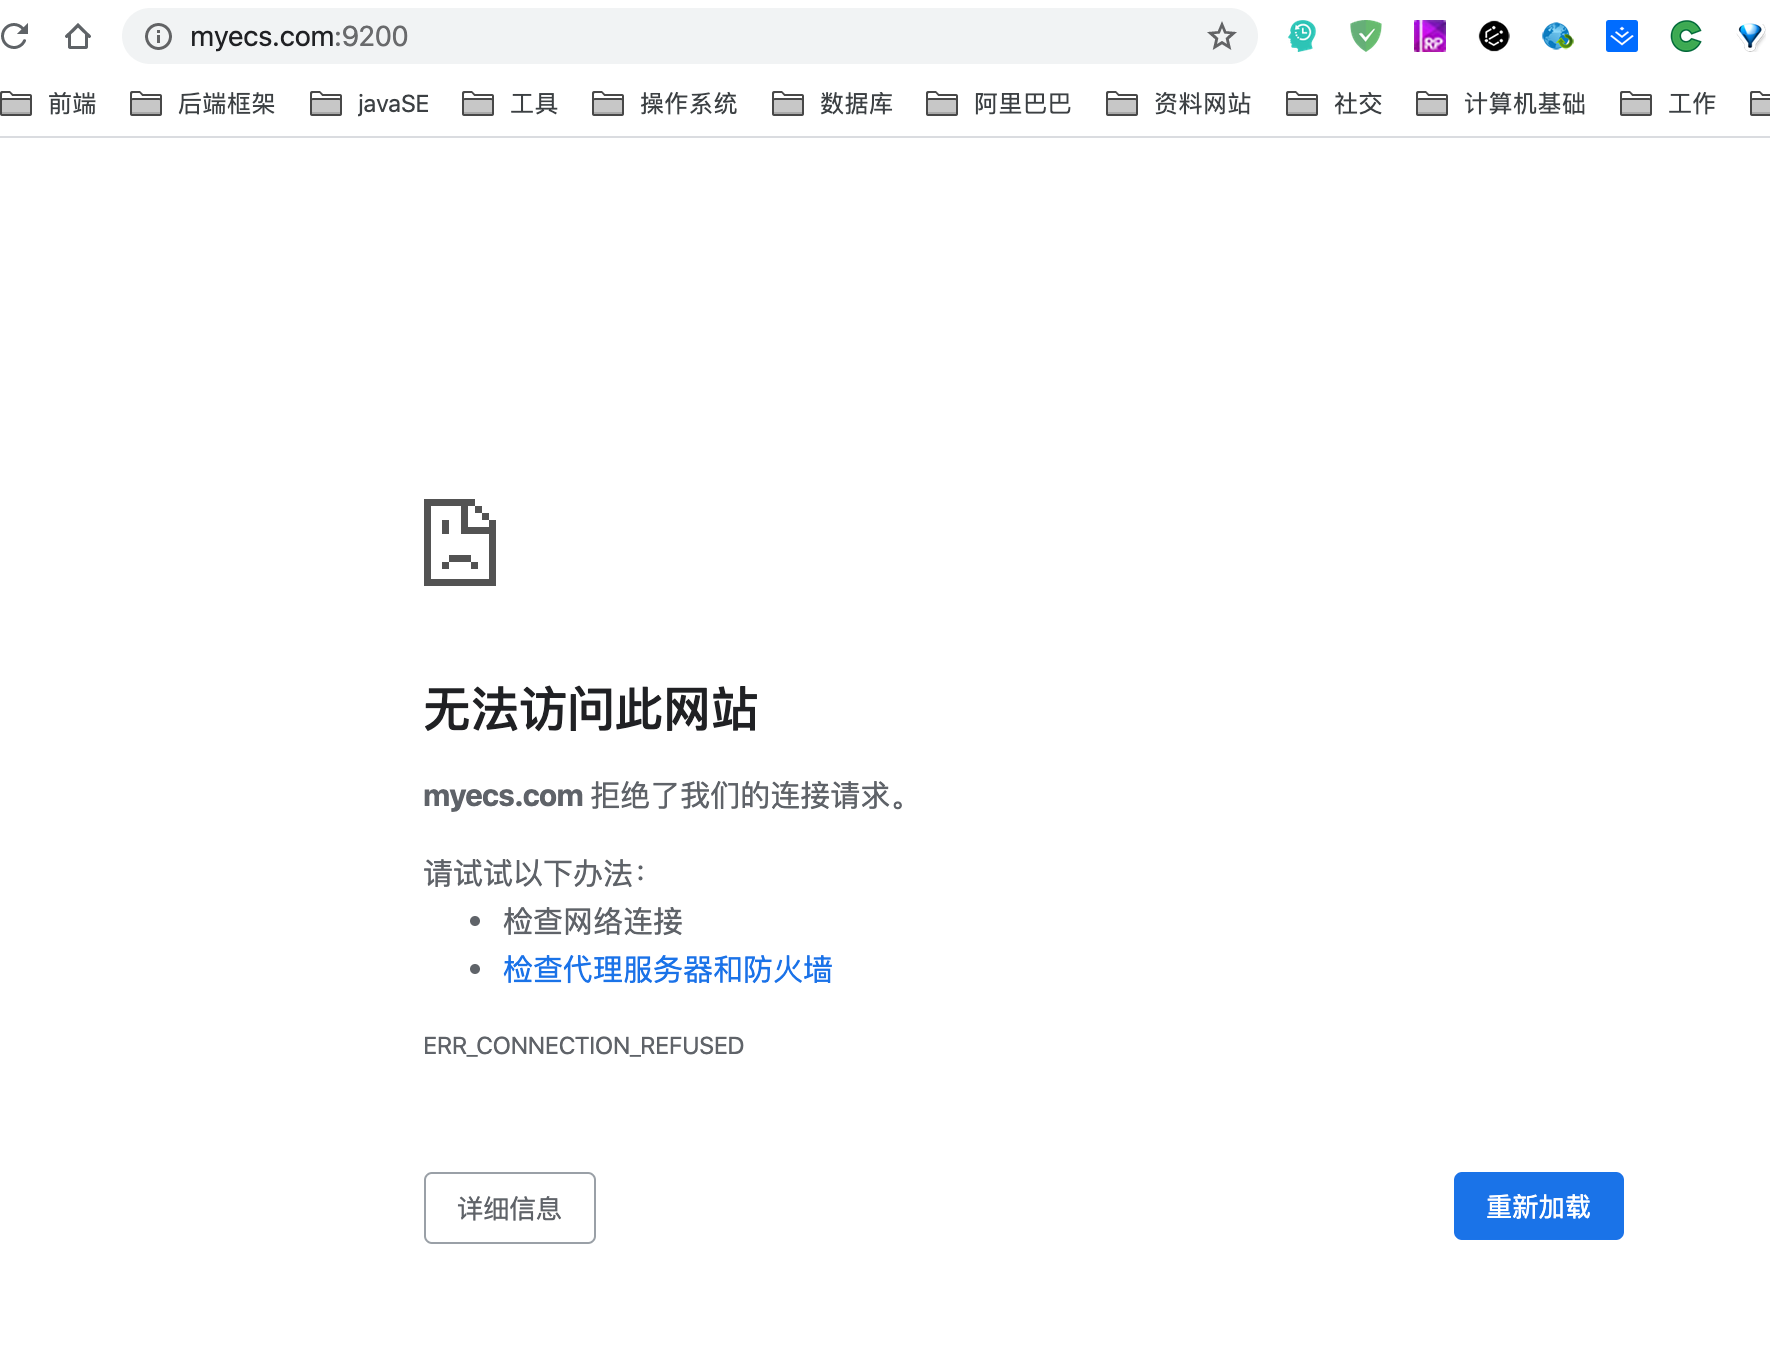 myecs.com:9200
前端 后端框架 javaSE 工具 操作系统 数据库 阿里巴巴 资料网站 社交 计算机基础 工作
无法访问此网站
myecs.com 拒绝了我们的连接请求。
请试试以下办法：
• 检查网络连接
• 检查代理服务器和防火墙
ERR_CONNECTION_REFUSED
详细信息 重新加载